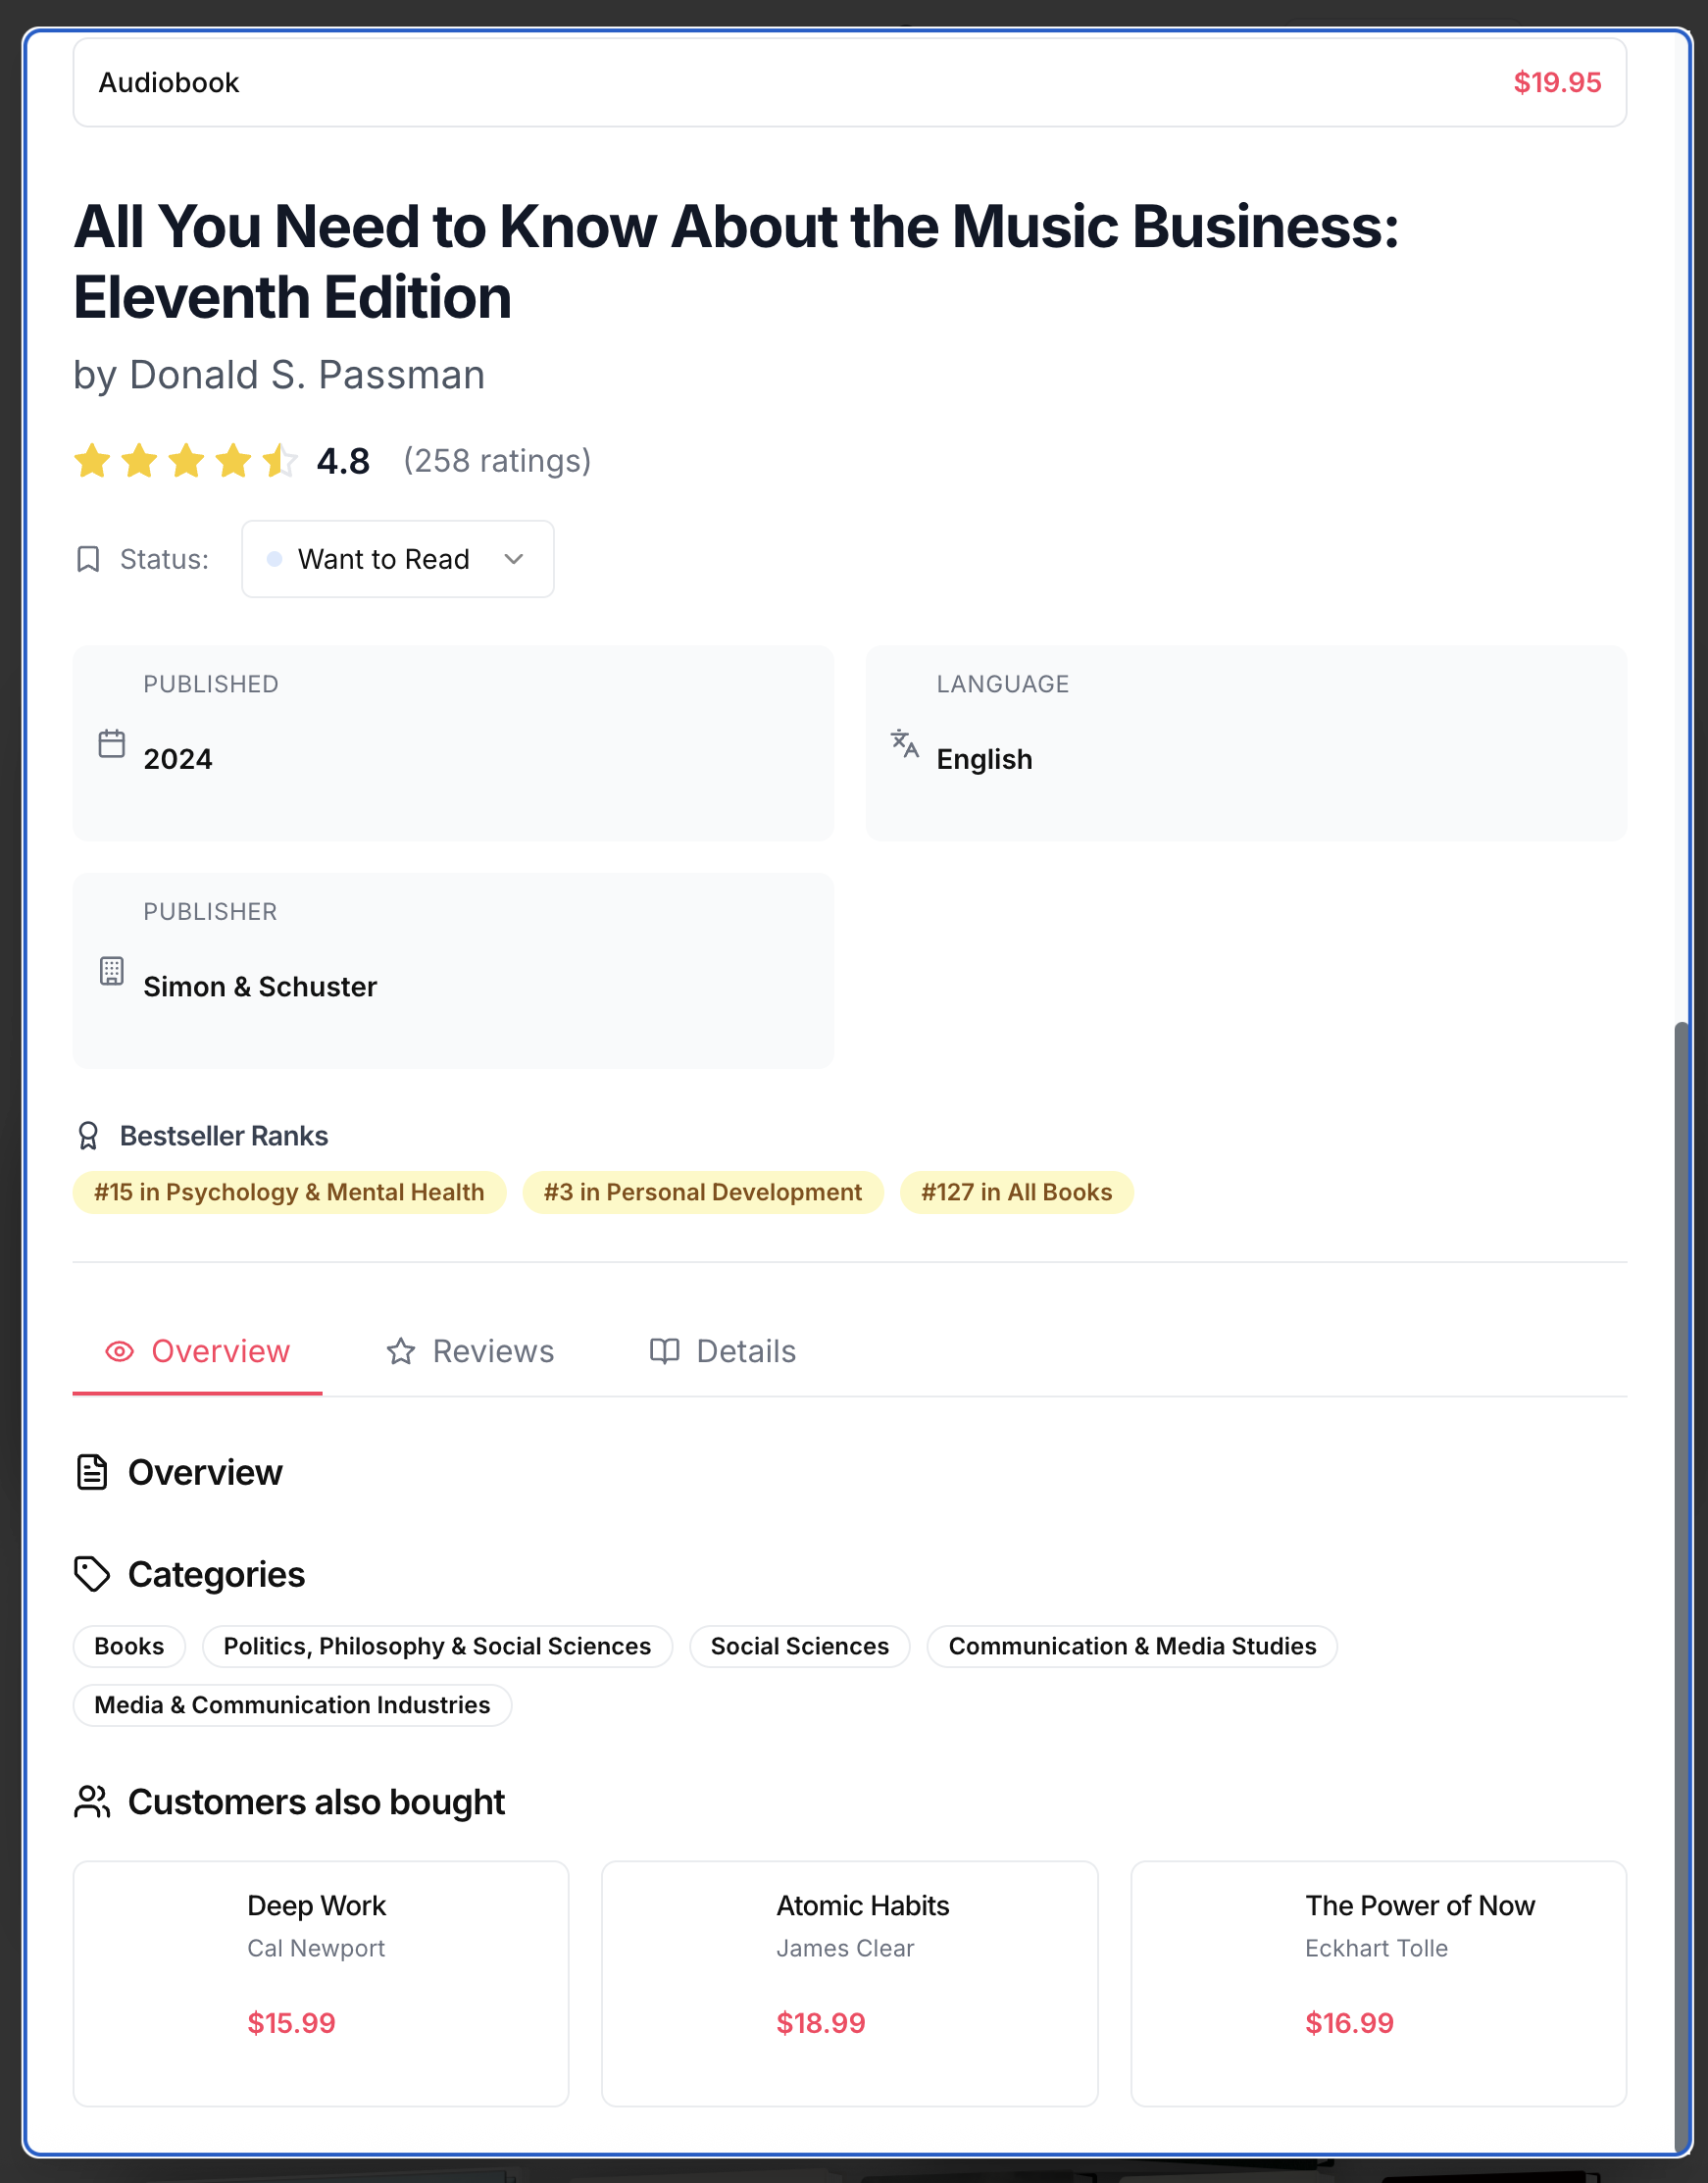 Audiobook $19.95
All You Need to Know About the Music Business:
Eleventh Edition
by Donald S. Passman
4.8 (258 ratings)
Status: Want to Read
PUBLISHED
2024
LANGUAGE
English
PUBLISHER
Simon & Schuster
Bestseller Ranks
#15 in Psychology & Mental Health #3 in Personal Development #127 in All Books
Overview Reviews Details
Overview
Categories
Books Politics, Philosophy & Social Sciences Social Sciences Communication & Media Studies
Media & Communication Industries
Customers also bought
Deep Work
Cal Newport
$15.99
Atomic Habits
James Clear
$18.99
The Power of Now
Eckhart Tolle
$16.99